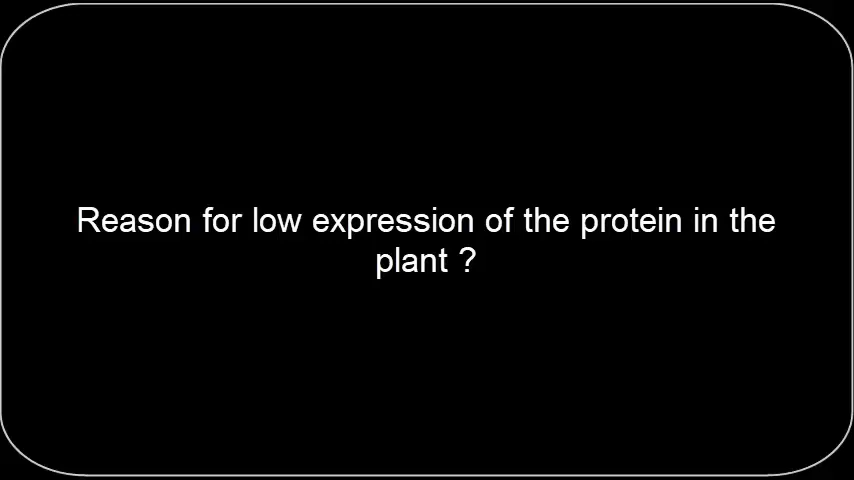 Reason for low expression of the protein in the
plant ?